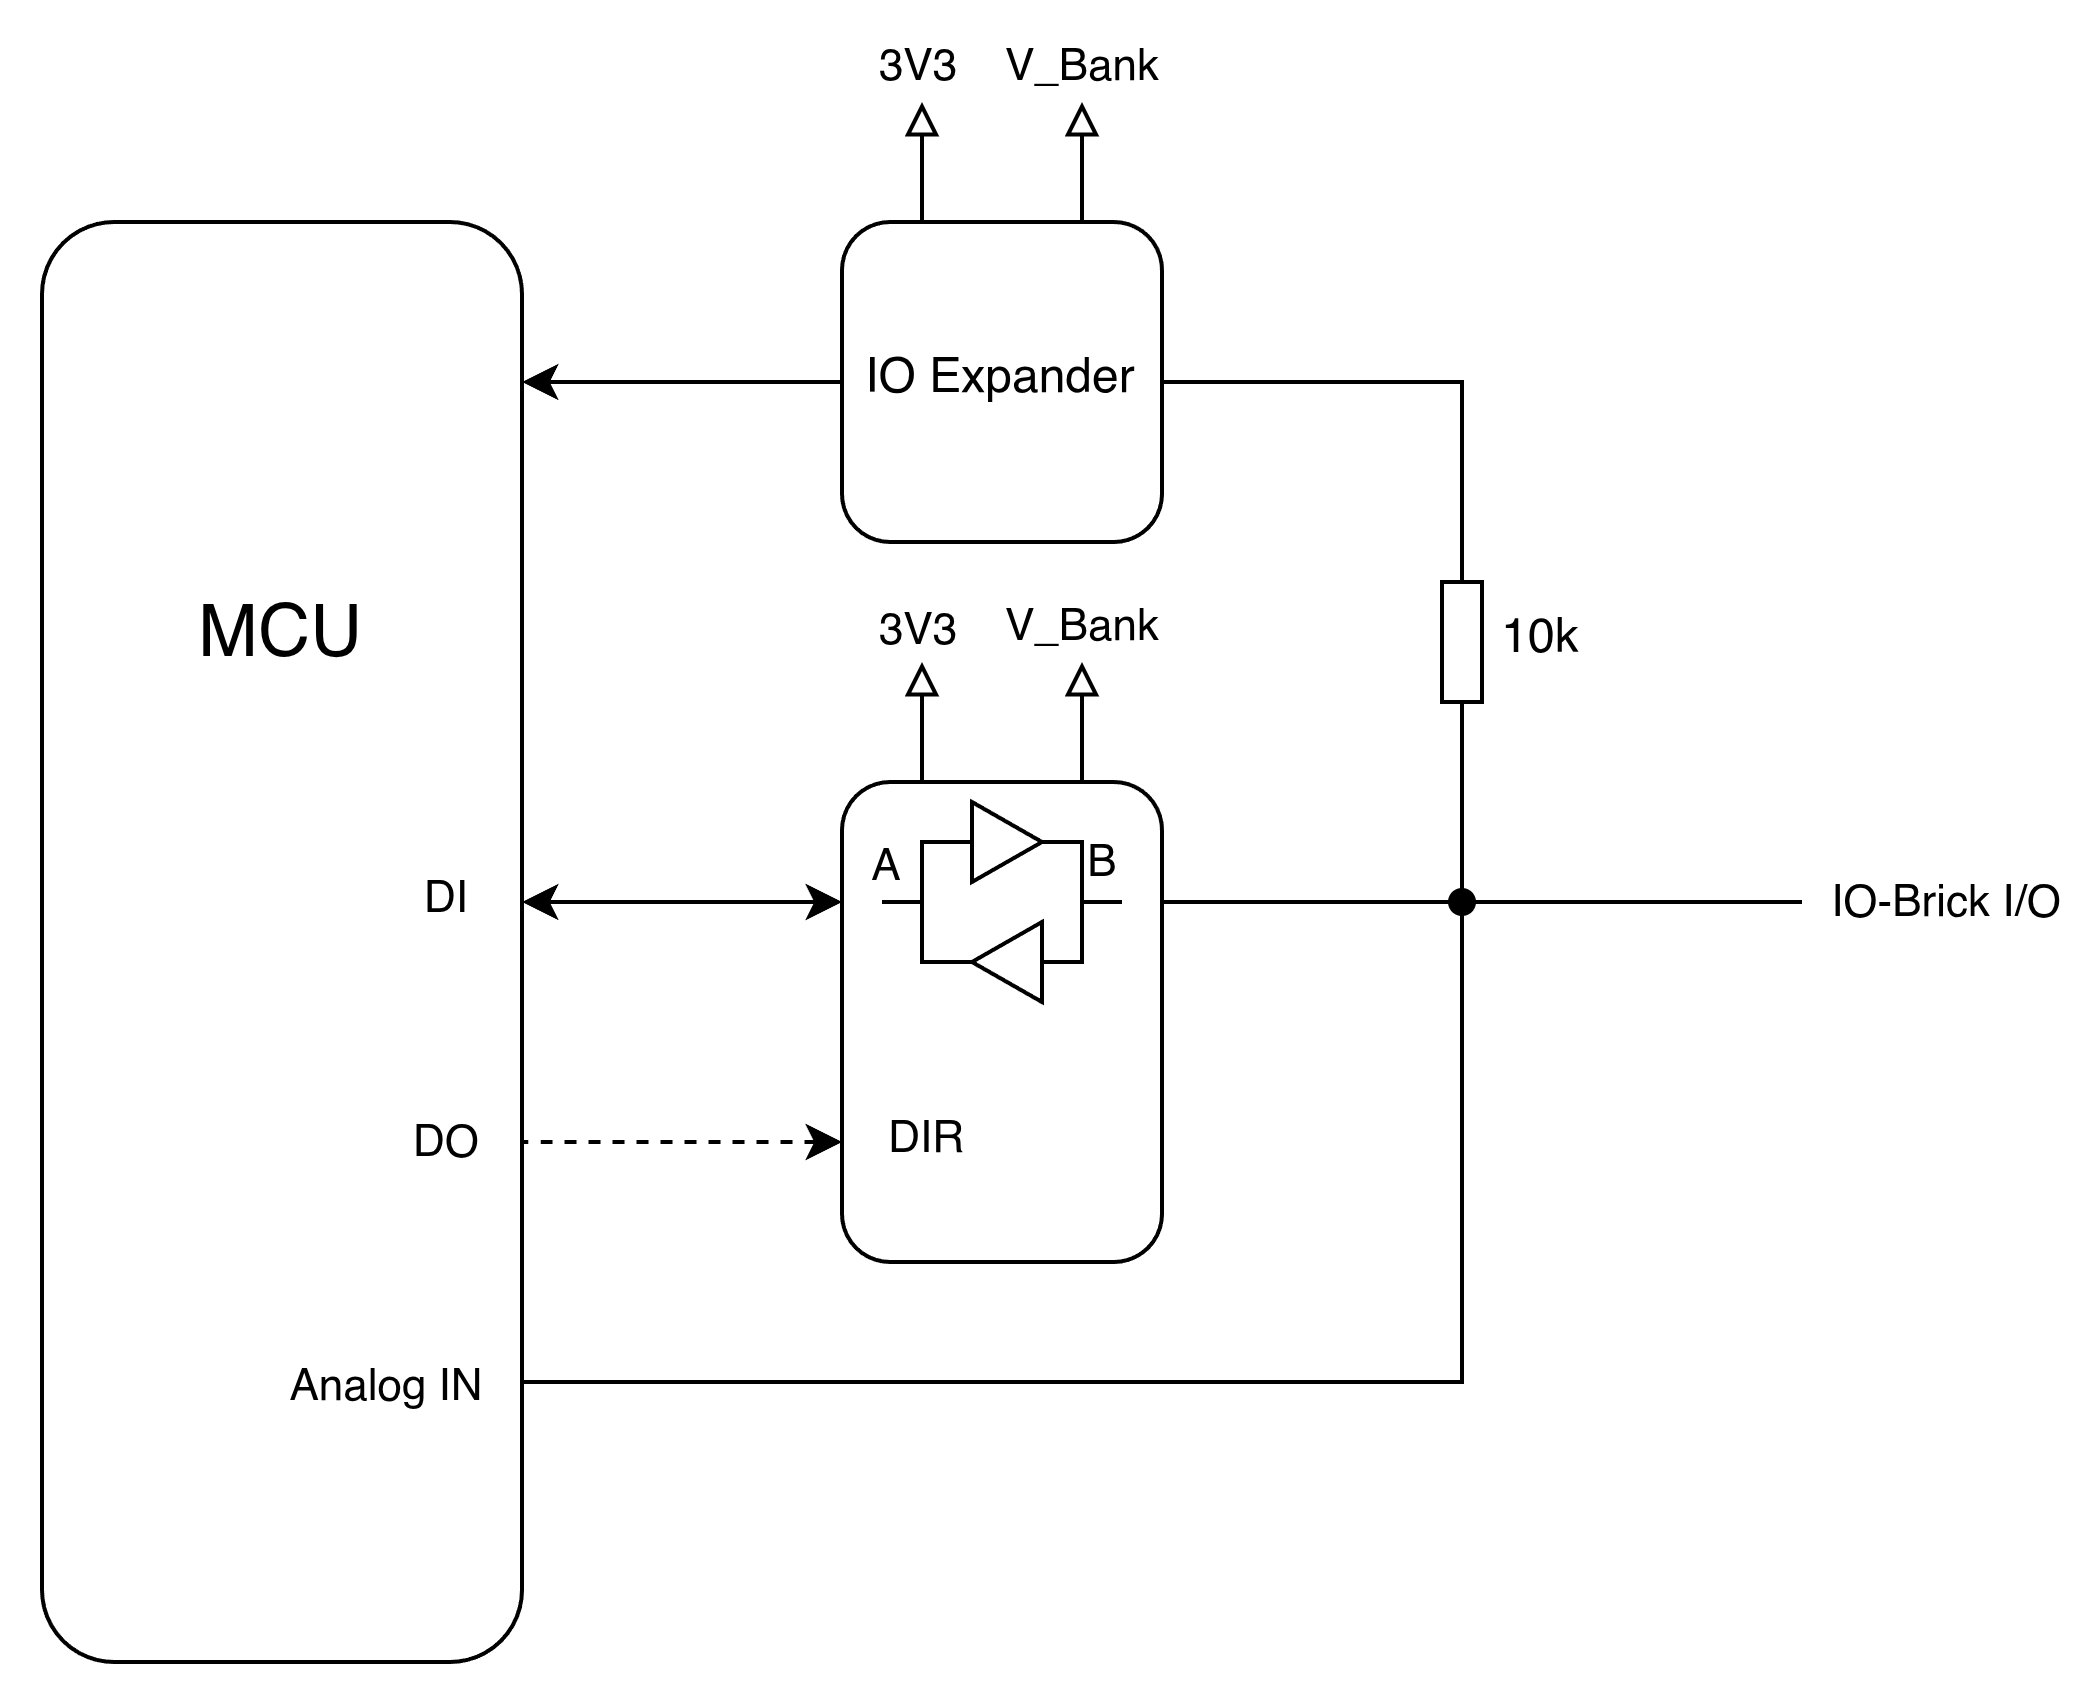 3V3
V_Bank
IO Expander
MCU
10k
3V3
V_Bank
A
B
DI
IO-Brick I/O
DO
DIR
Analog IN